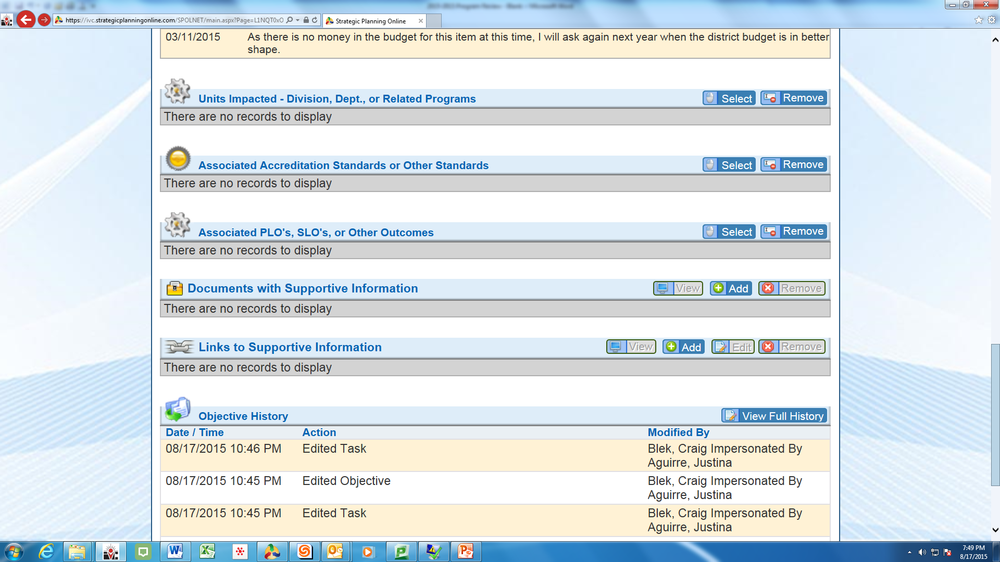 2013-2015 Program Review - Blank - Microsoft Word
https://ivc.strategicplanningonline.com/SPOLNET/main.aspx?Page=L1NQT0xO
Strategic Planning Online
03/11/2015 As there is no money in the budget for this item at this time, I will ask again next year when the district budget is in better
shape.
Units Impacted - Division, Dept., or Related Programs Select Remove
There are no records to display
Associated Accreditation Standards or Other Standards Select Remove
There are no records to display
Associated PLO's, SLO's, or Other Outcomes Select Remove
There are no records to display
Documents with Supportive Information View Add Remove
There are no records to display
Links to Supportive Information View Add Edit Remove
There are no records to display
Objective History View Full History
Date / Time Action Modified By
08/17/2015 10:46 PM Edited Task Blek, Craig Impersonated By
Aguirre, Justina
08/17/2015 10:45 PM Edited Objective Blek, Craig Impersonated By
Aguirre, Justina
08/17/2015 10:45 PM Edited Task Blek, Craig Impersonated By
Aguirre, Justina
7:49 PM
8/17/2015